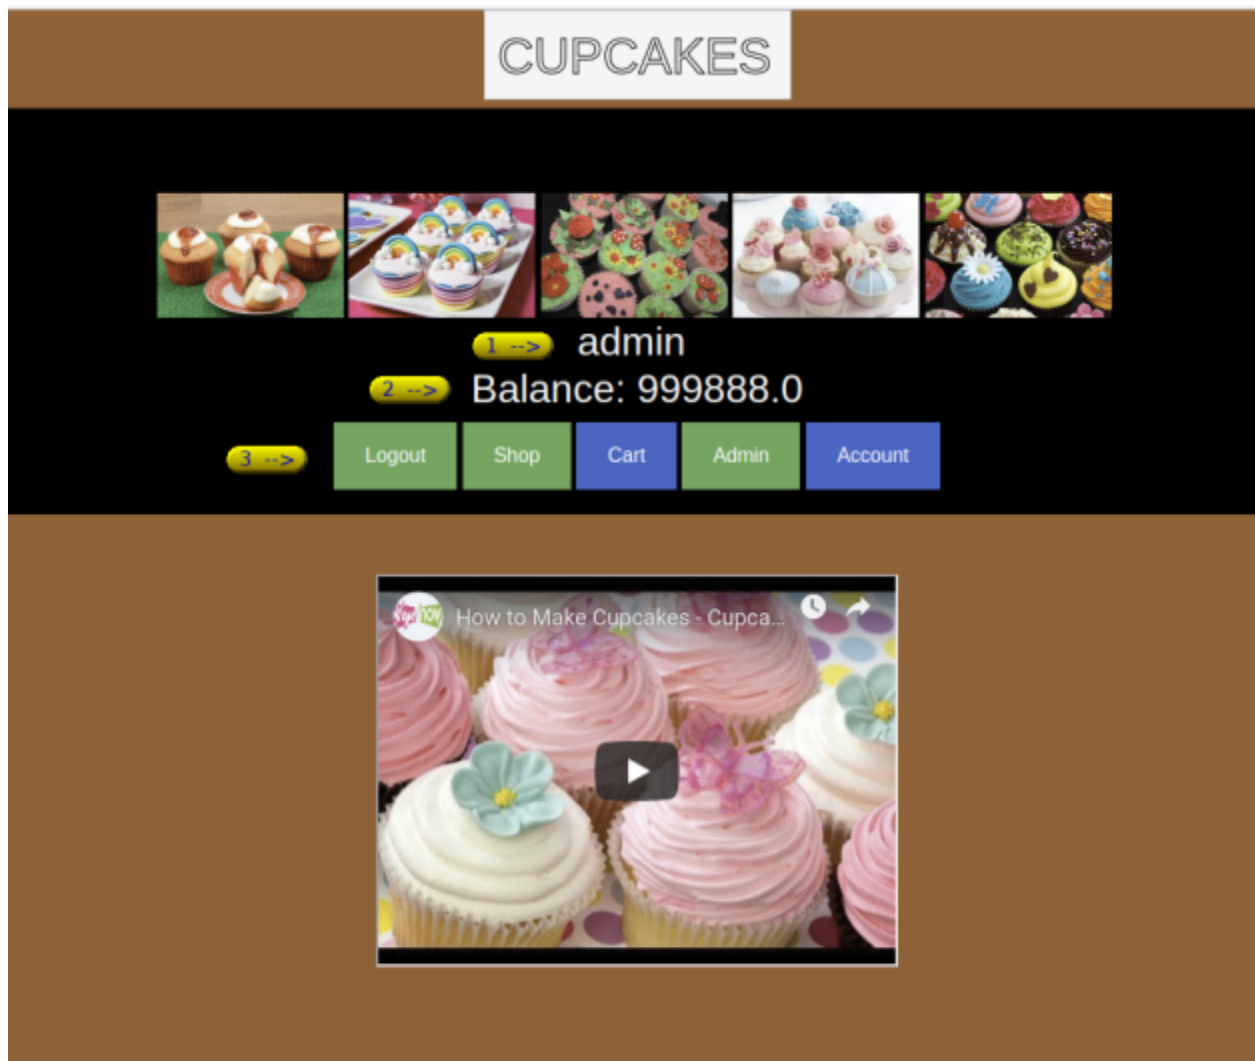 CUPCAKES
1 --> admin
2 --> Balance: 999888.0
3 --> Logout Shop Cart Admin Account
How to Make Cupcakes - Cupca...